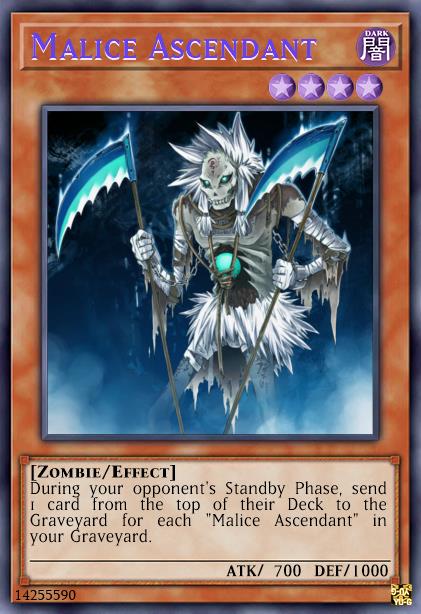 MALICE ASCENDANT
DARK
闇
[ZOMBIE/EFFECT]
During your opponent's Standby Phase, send
1 card from the top of their Deck to the
Graveyard for each "Malice Ascendant" in
your Graveyard.
ATK/ 700 DEF/1000
14255590